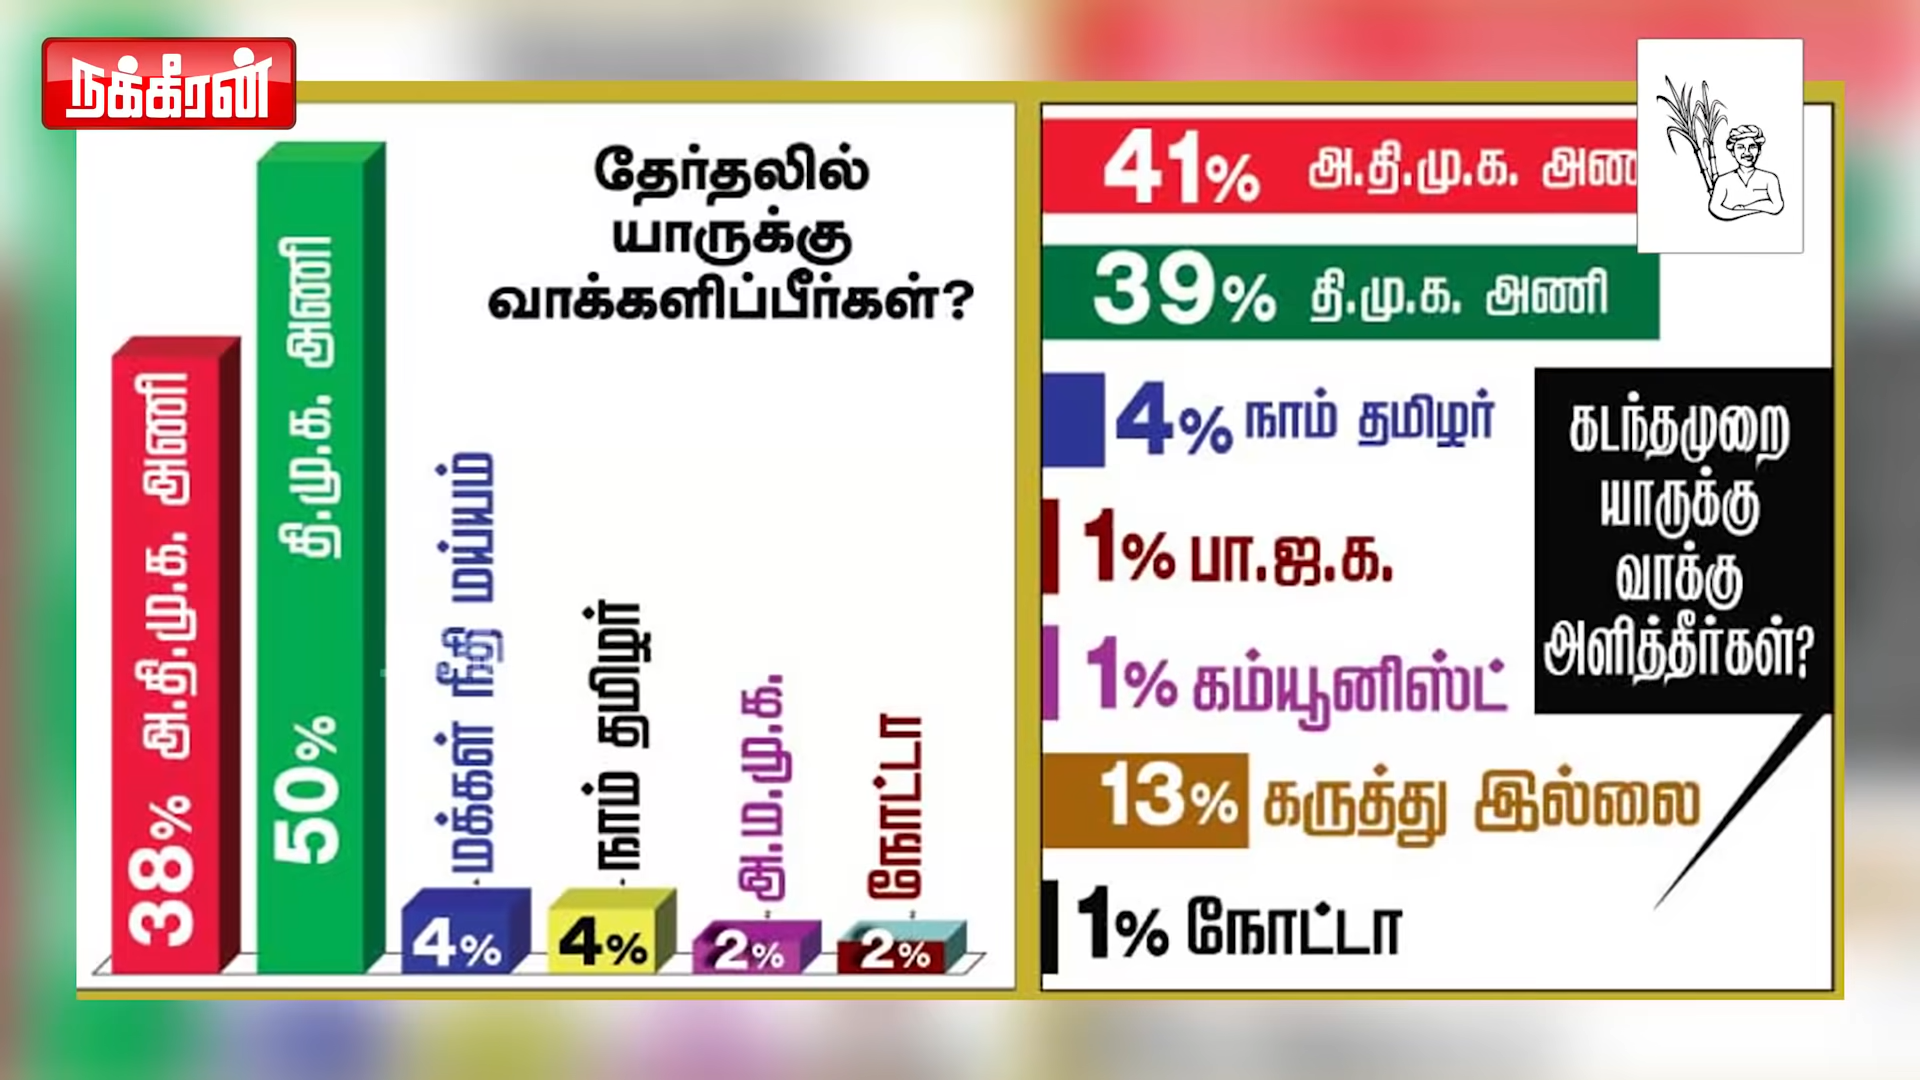 நக்கீரன்
தேர்தலில்
யாருக்கு
வாக்களிப்பீர்கள்?
38% அ.தி.மு.க. அணி
50% தி.மு.க. அணி
மக்கள் நீதி மய்யம்
4%
நாம் தமிழர்
4%
அ.ம.மு.க.
2%
நோட்டா
2%
41% அ.தி.மு.க.
39% தி.மு.க. அணி
4% நாம் தமிழர்
1% பா.ஜ.க.
1% கம்யூனிஸ்ட்
13% கருத்து இல்லை
1% நோட்டா
கடந்தமுறை
யாருக்கு
வாக்கு
அளித்தீர்கள்?